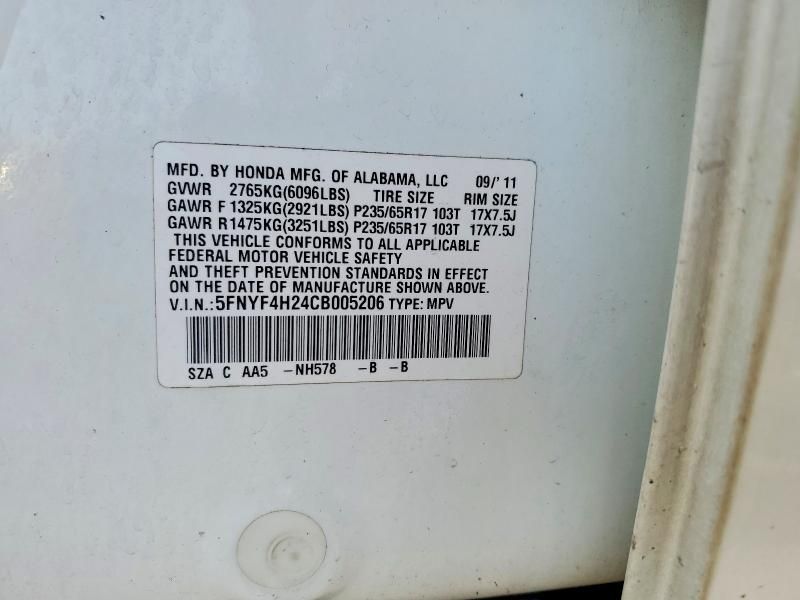 MFD. BY HONDA MFG. OF ALABAMA, LLC 09/' 11
GVWR 2765KG(6096LBS) TIRE SIZE RIM SIZE
GAWR F 1325KG(2921LBS) P235/65R17 103T 17X7.5J
GAWR R1475KG(3251LBS) P235/65R17 103T 17X7.5J
THIS VEHICLE CONFORMS TO ALL APPLICABLE
FEDERAL MOTOR VEHICLE SAFETY
AND THEFT PREVENTION STANDARDS IN EFFECT
ON THE DATE OF MANUFACTURE SHOWN ABOVE.
V.I.N.:5FNYF4H24CB005206 TYPE: MPV
SZA C AA5 -NH578 -B -B